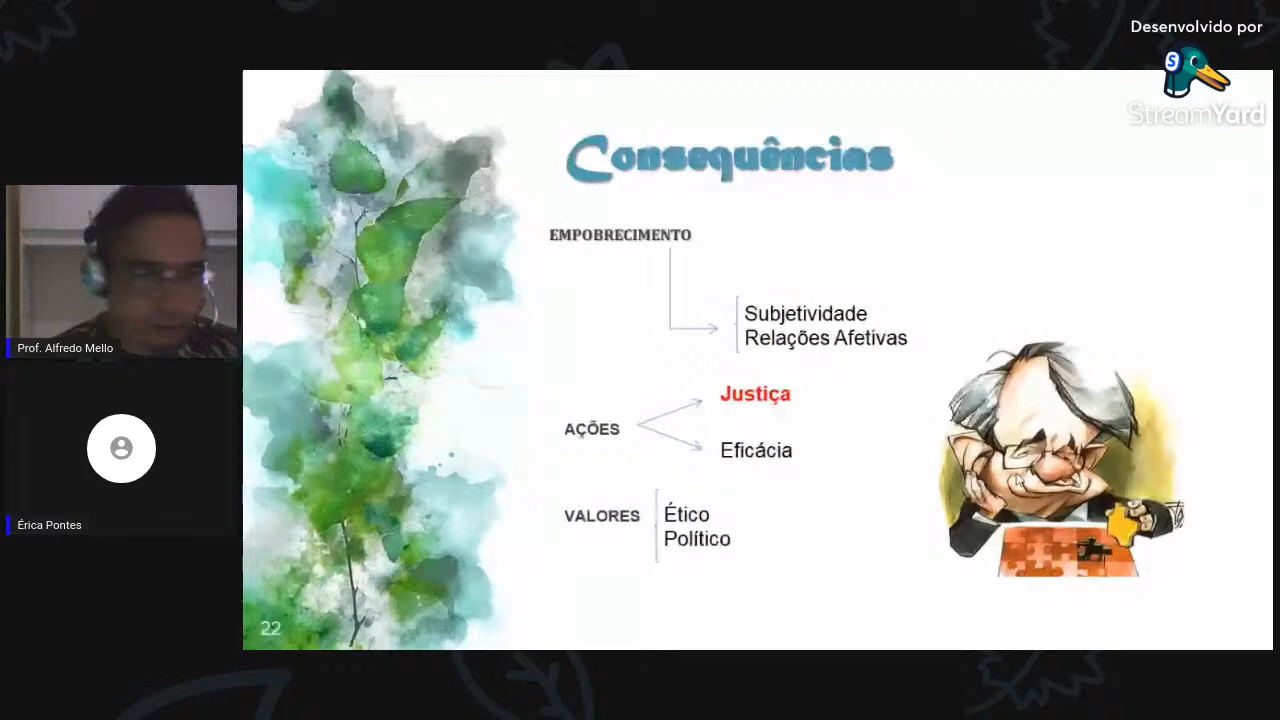 Desenvolvido por
StreamYard
Consequências
EMPOBRECIMENTO
Subjetividade
Relações Afetivas
Justiça
AÇÕES
Eficácia
VALORES
Ético
Político
22
Prof. Alfredo Mello
Érica Pontes